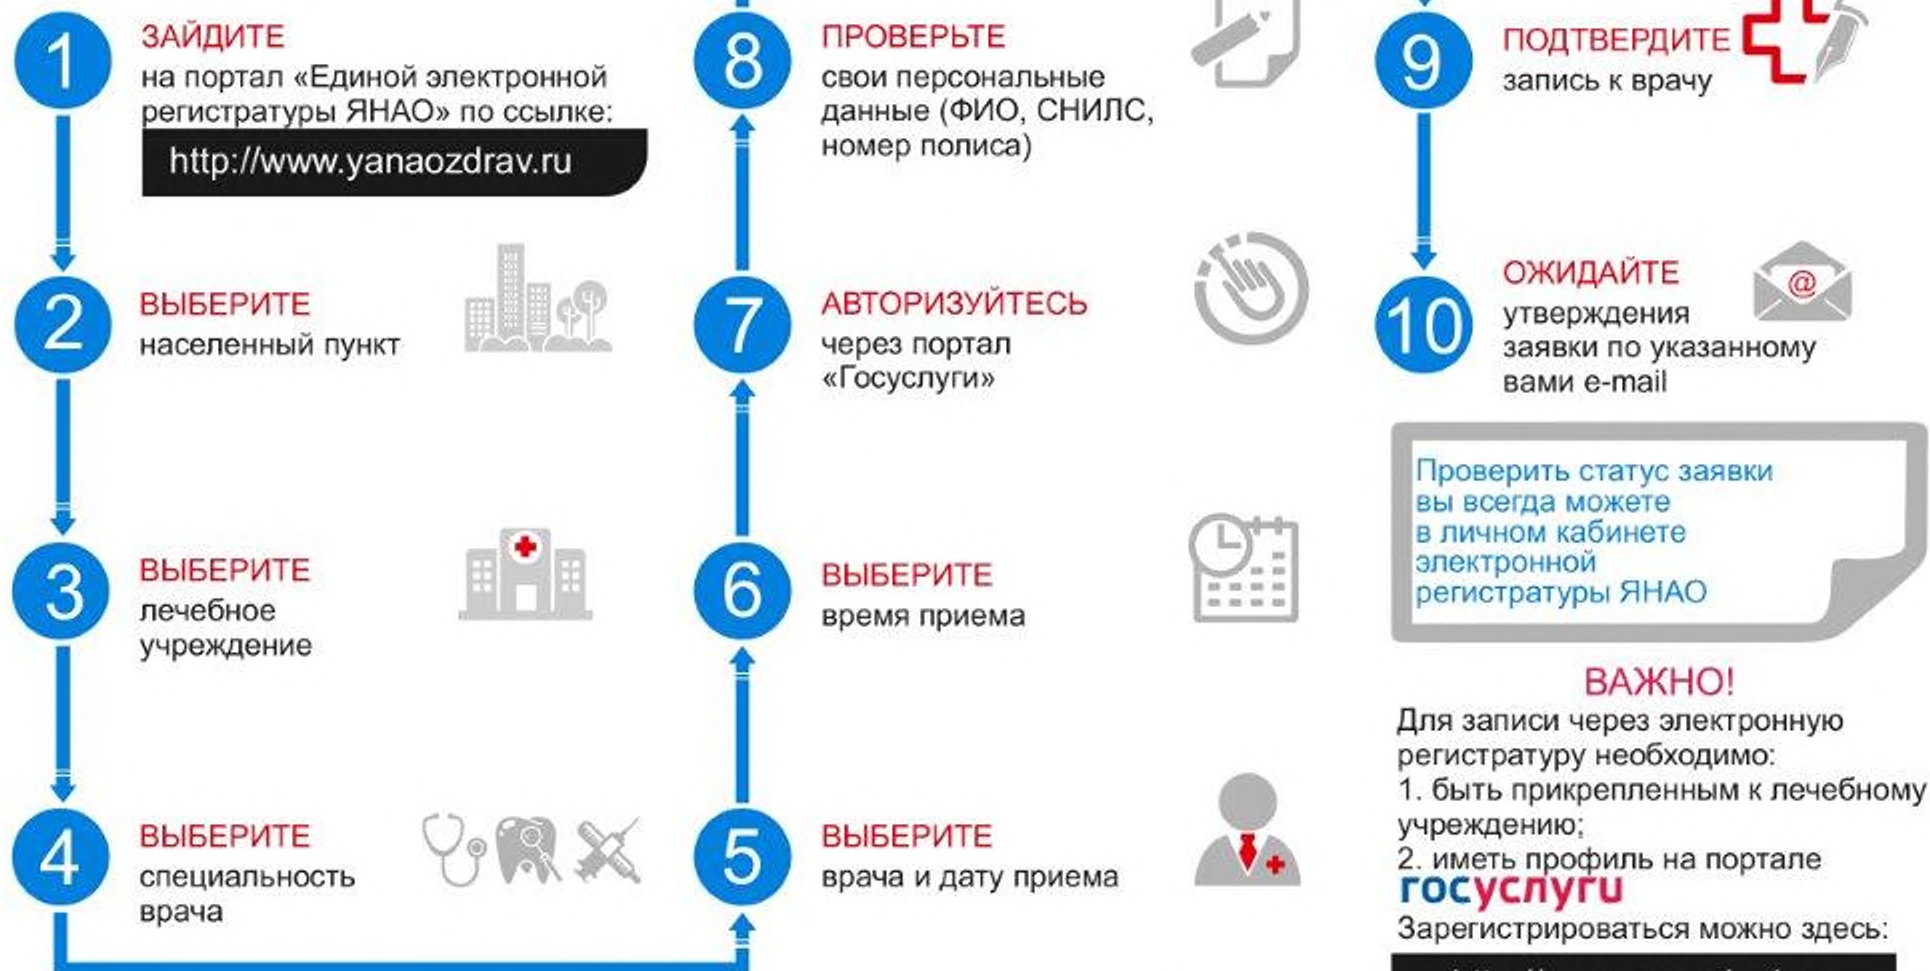 1
ЗАЙДИТЕ
на портал «Единой электронной
регистратуры ЯНАО» по ссылке:
http://www.yanaozdrav.ru
2
ВЫБЕРИТЕ
населенный пункт
3
ВЫБЕРИТЕ
лечебное
учреждение
4
ВЫБЕРИТЕ
специальность
врача
5
ВЫБЕРИТЕ
врача и дату приема
6
ВЫБЕРИТЕ
время приема
7
АВТОРИЗУЙТЕСЬ
через портал
«Госуслуги»
8
ПРОВЕРЬТЕ
свои персональные
данные (ФИО, СНИЛС,
номер полиса)
9
ПОДТВЕРДИТЕ
запись к врачу
10
ОЖИДАЙТЕ
@
утверждения
заявки по указанному
вами e-mail
Проверить статус заявки
вы всегда можете
в личном кабинете
электронной
регистратуры ЯНАО
ВАЖНО!
Для записи через электронную
регистратуру необходимо:
1. быть прикрепленным к лечебному
учреждению;
2. иметь профиль на портале
госуслуги
Зарегистрироваться можно здесь: